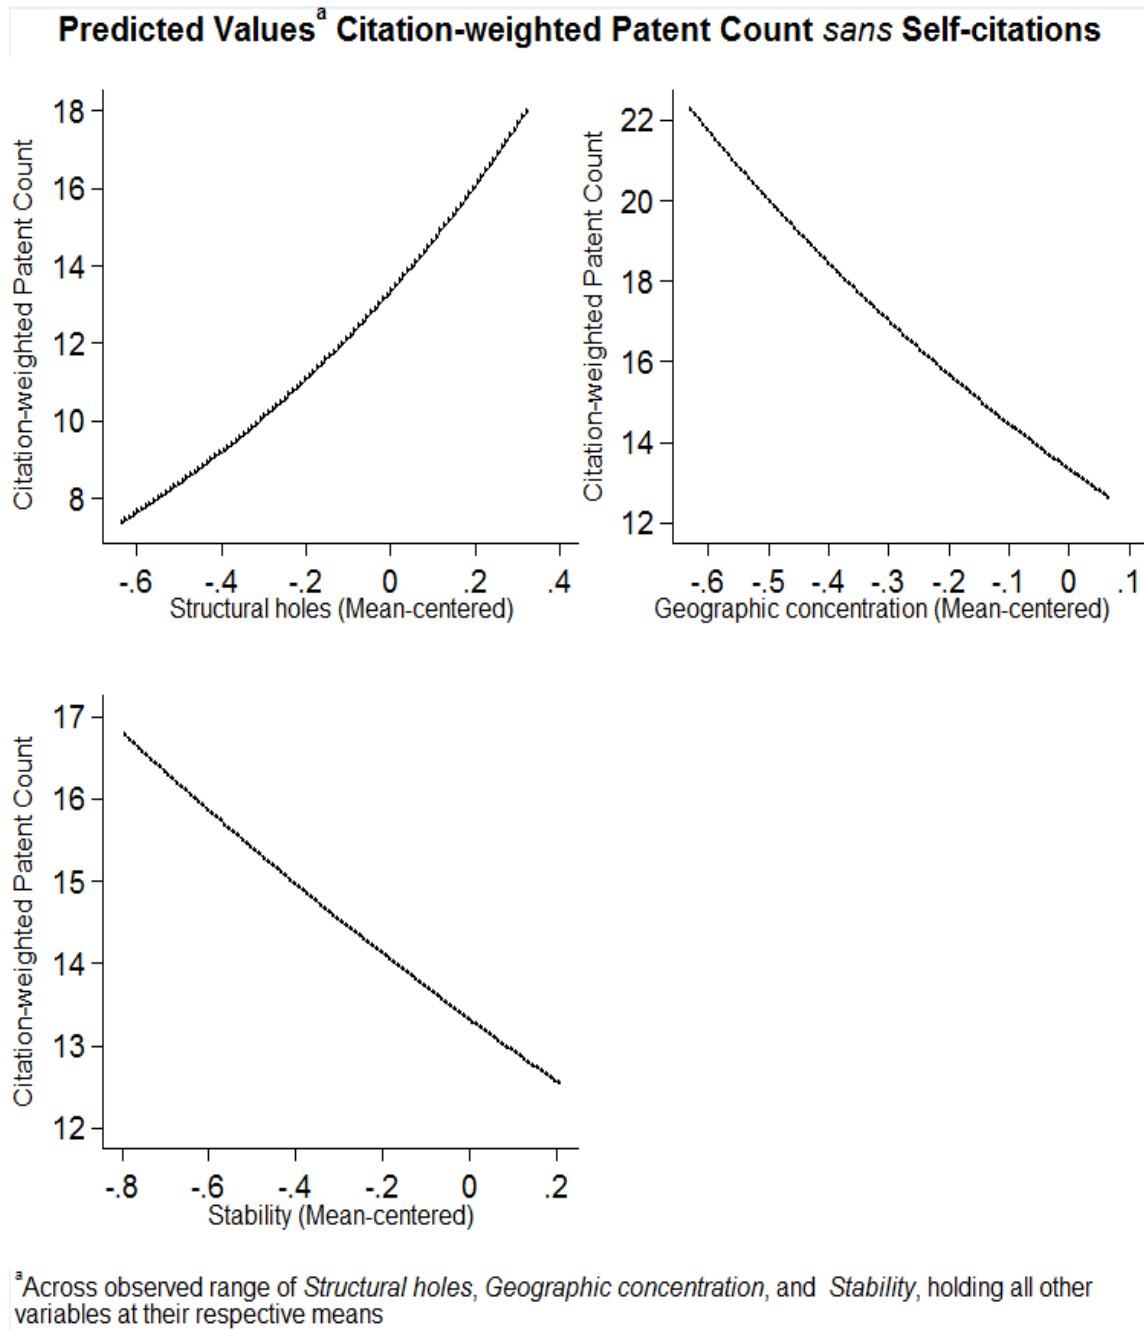 Predicted Values^a Citation-weighted Patent Count sans Self-citations
Citation-weighted Patent Count
18
16
14
12
10
8
-.6 -.4 -.2 0 .2 .4
Structural holes (Mean-centered)
Citation-weighted Patent Count
22
20
18
16
14
12
-.6 -.5 -.4 -.3 -.2 -.1 0 .1
Geographic concentration (Mean-centered)
Citation-weighted Patent Count
17
16
15
14
13
12
-.8 -.6 -.4 -.2 0 .2
Stability (Mean-centered)
^aAcross observed range of Structural holes, Geographic concentration, and Stability, holding all other
variables at their respective means